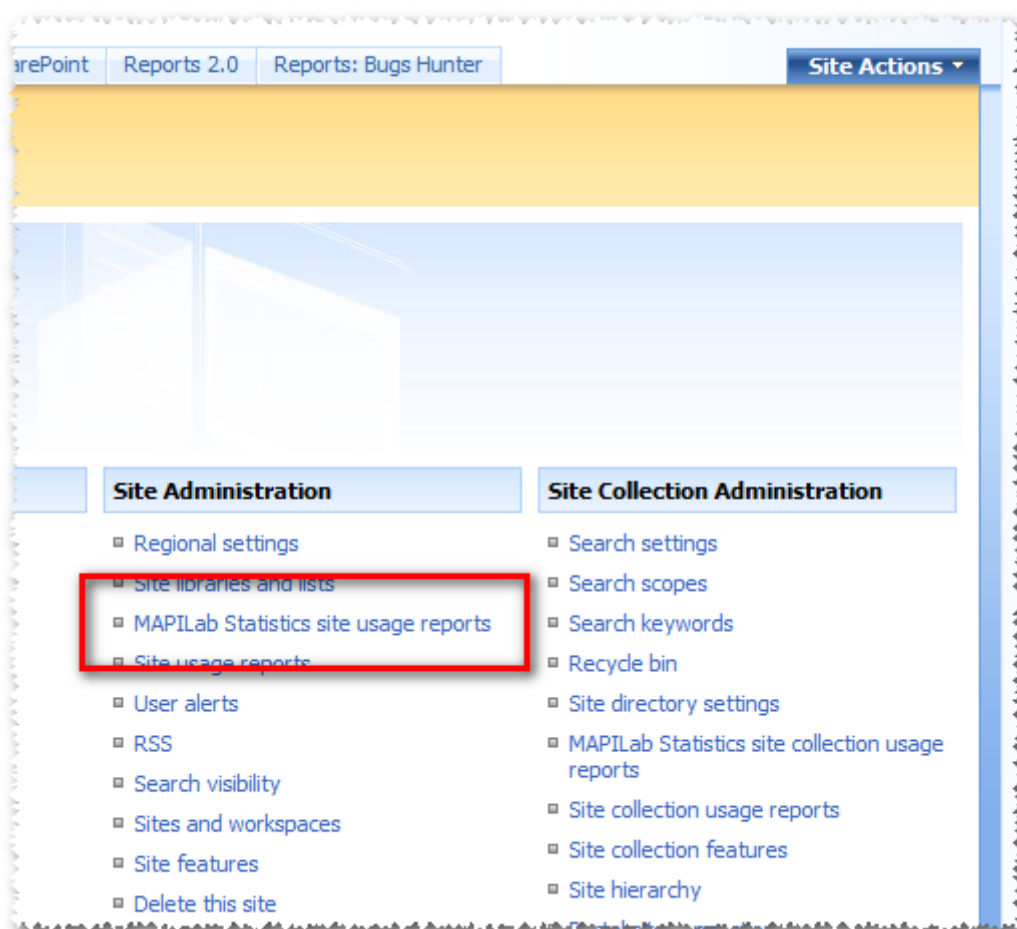 Reports 2.0
Reports: Bugs Hunter
Site Actions
Site Administration
Regional settings
Site libraries and lists
MAPILab Statistics site usage reports
Site usage reports
User alerts
RSS
Search visibility
Sites and workspaces
Site features
Delete this site
Site Collection Administration
Search settings
Search scopes
Search keywords
Recycle bin
Site directory settings
MAPILab Statistics site collection usage
reports
Site collection usage reports
Site collection features
Site hierarchy